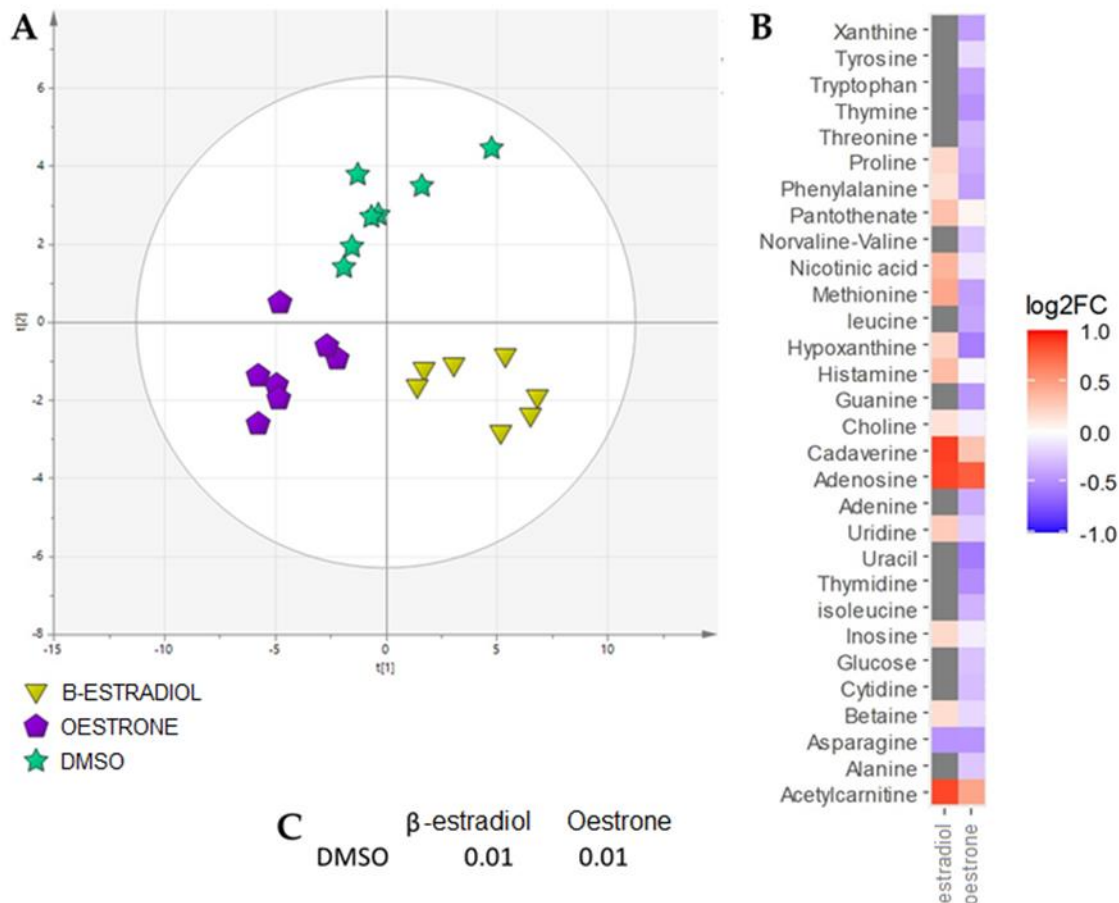 A
6
4
2
0
-2
-4
-6
-8
t[2]
-15
-10
-5
0
5
10
t[1]
B-ESTRADIOL
OESTRONE
DMSO
B
Xanthine
Tyrosine
Tryptophan
Thymine
Threonine
Proline
Phenylalanine
Pantothenate
Norvaline-Valine
Nicotinic acid
Methionine
leucine
Hypoxanthine
Histamine
Guanine
Choline
Cadaverine
Adenosine
Adenine
Uridine
Uracil
Thymidine
isoleucine
Inosine
Glucose
Cytidine
Betaine
Asparagine
Alanine
Acetylcarnitine
estradiol
oestrone
log2FC
1.0
0.5
0.0
-0.5
-1.0
C
β-estradiol Oestrone
DMSO 0.01 0.01